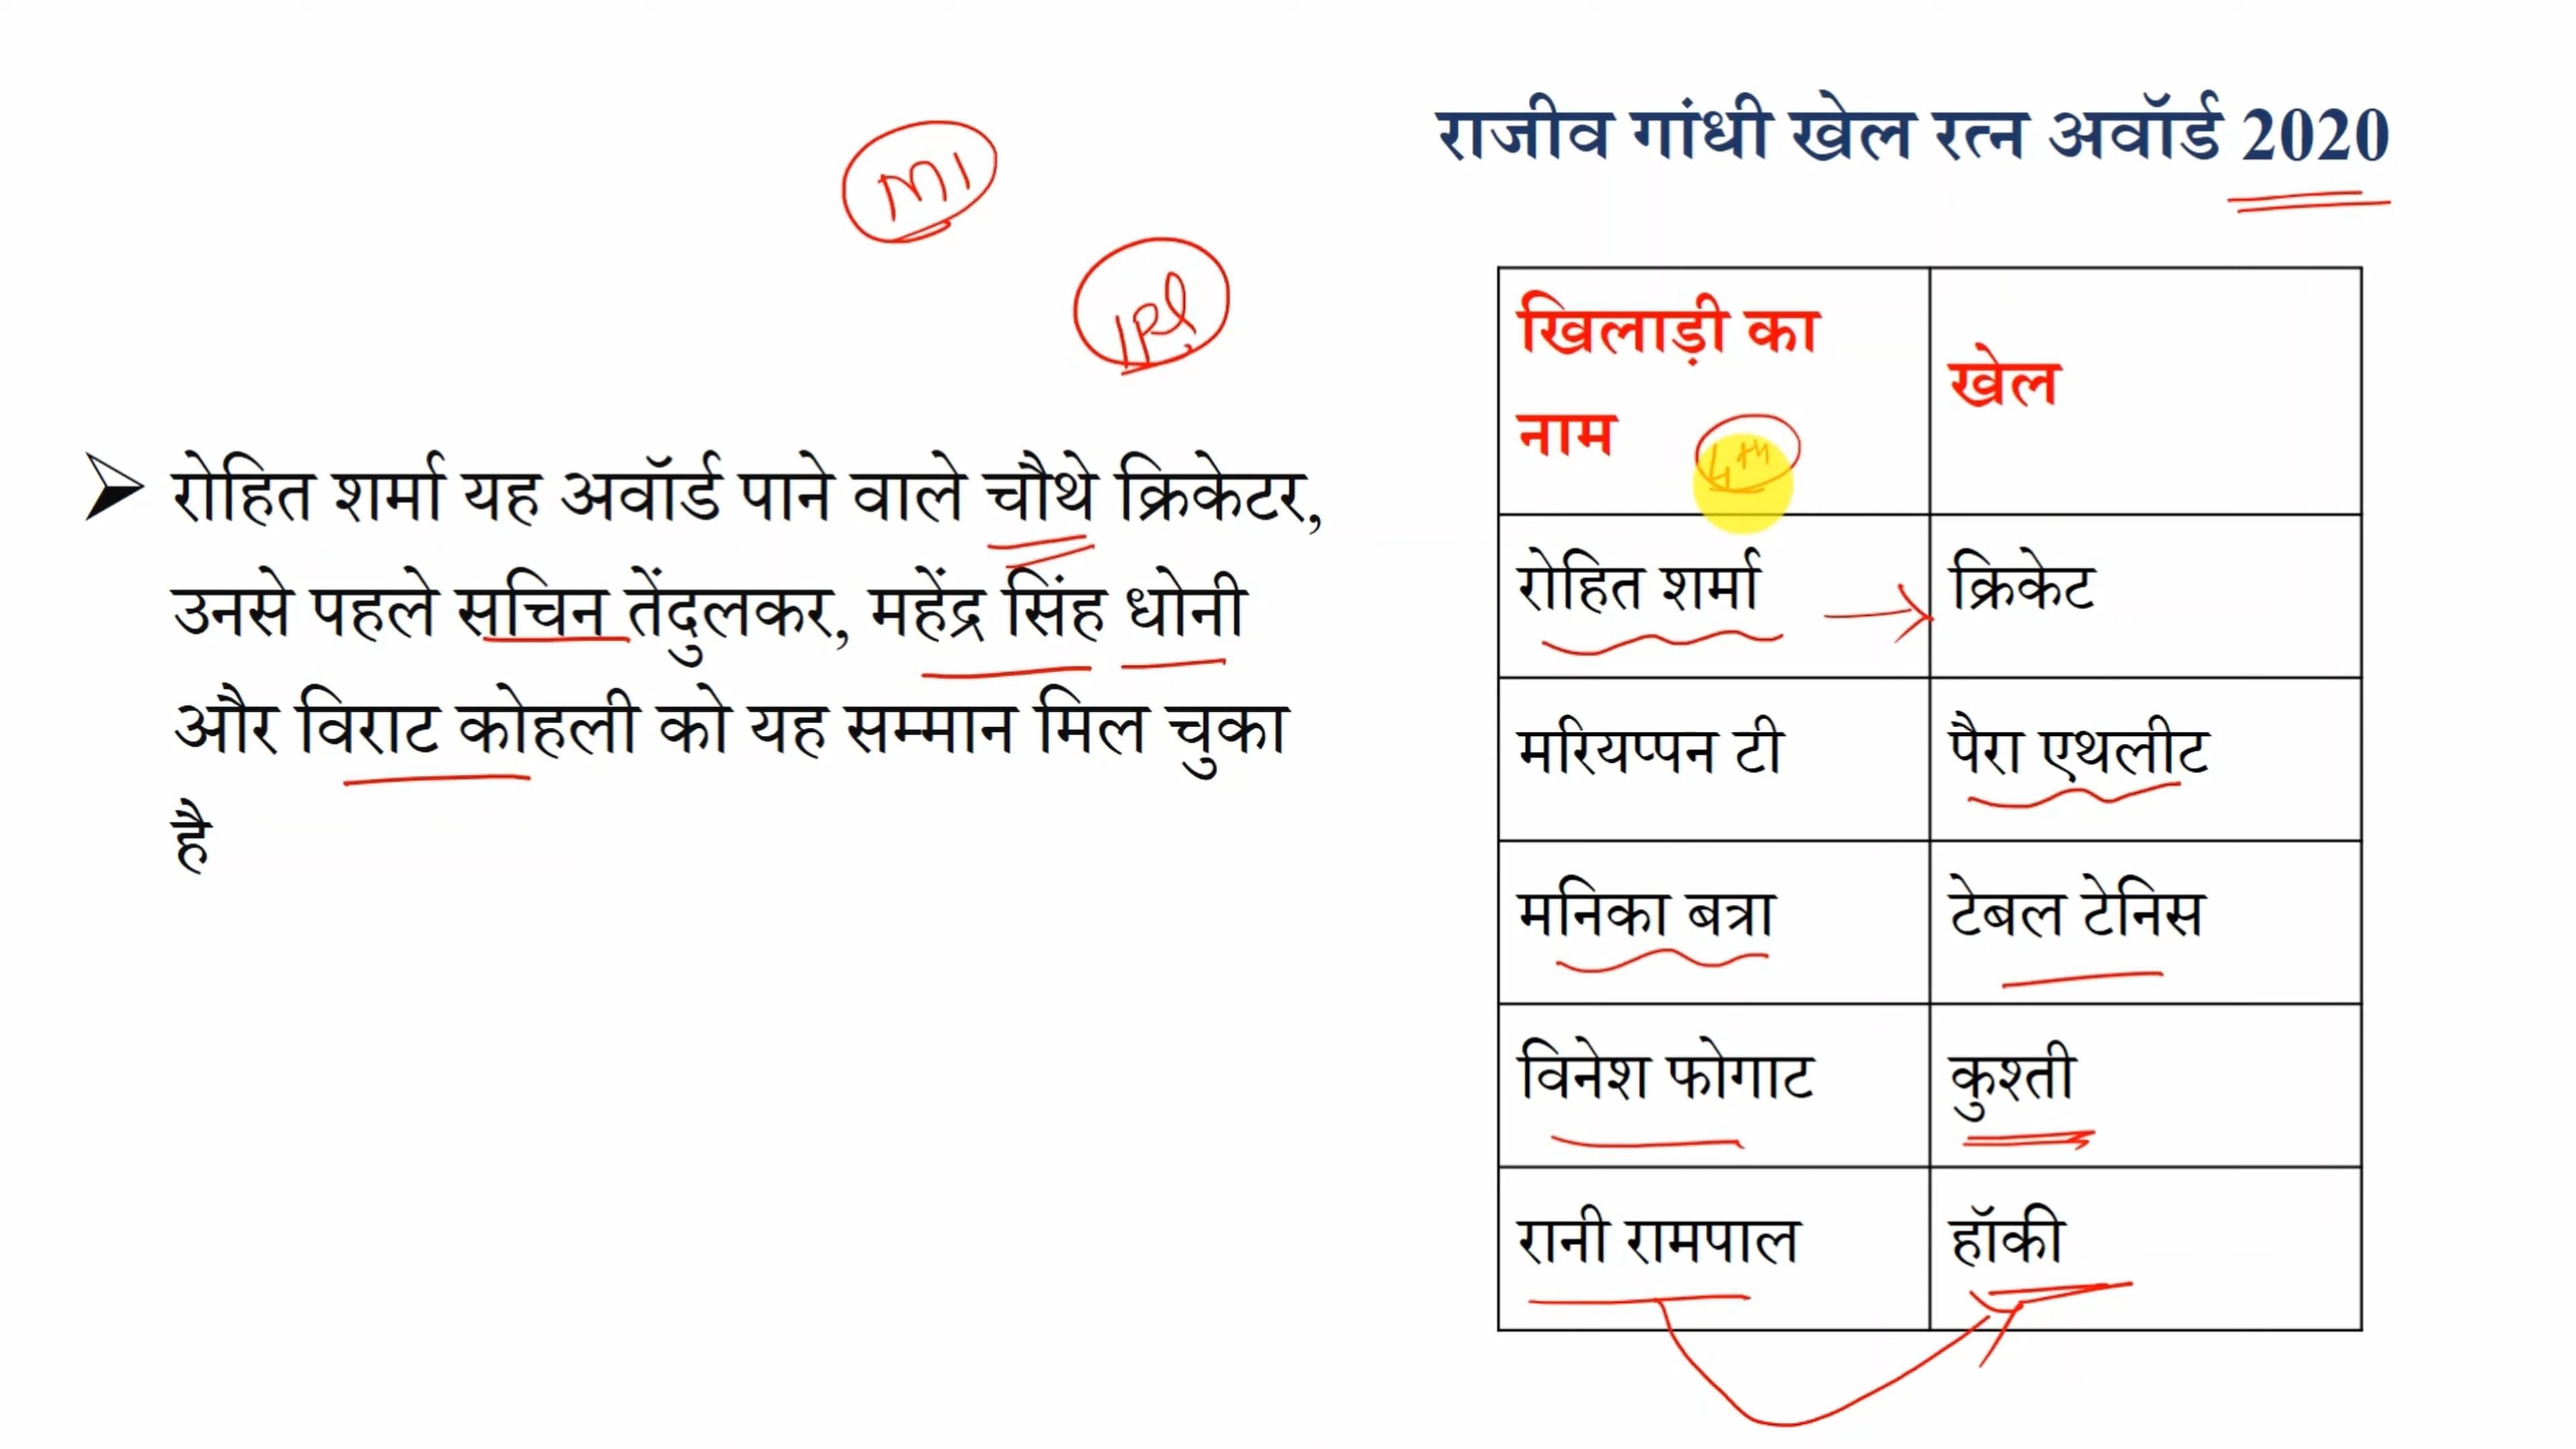 राजीव गांधी खेल रत्न अवॉर्ड 2020
MI
IPL
रोहित शर्मा यह अवॉर्ड पाने वाले चौथे क्रिकेटर,
उनसे पहले सचिन तेंदुलकर, महेंद्र सिंह धोनी
और विराट कोहली को यह सम्मान मिल चुका
है
खिलाड़ी का
नाम
4th
खेल
रोहित शर्मा क्रिकेट
मरियप्पन टी पैरा एथलीट
मनिका बत्रा टेबल टेनिस
विनेश फोगाट कुश्ती
रानी रामपाल हॉकी